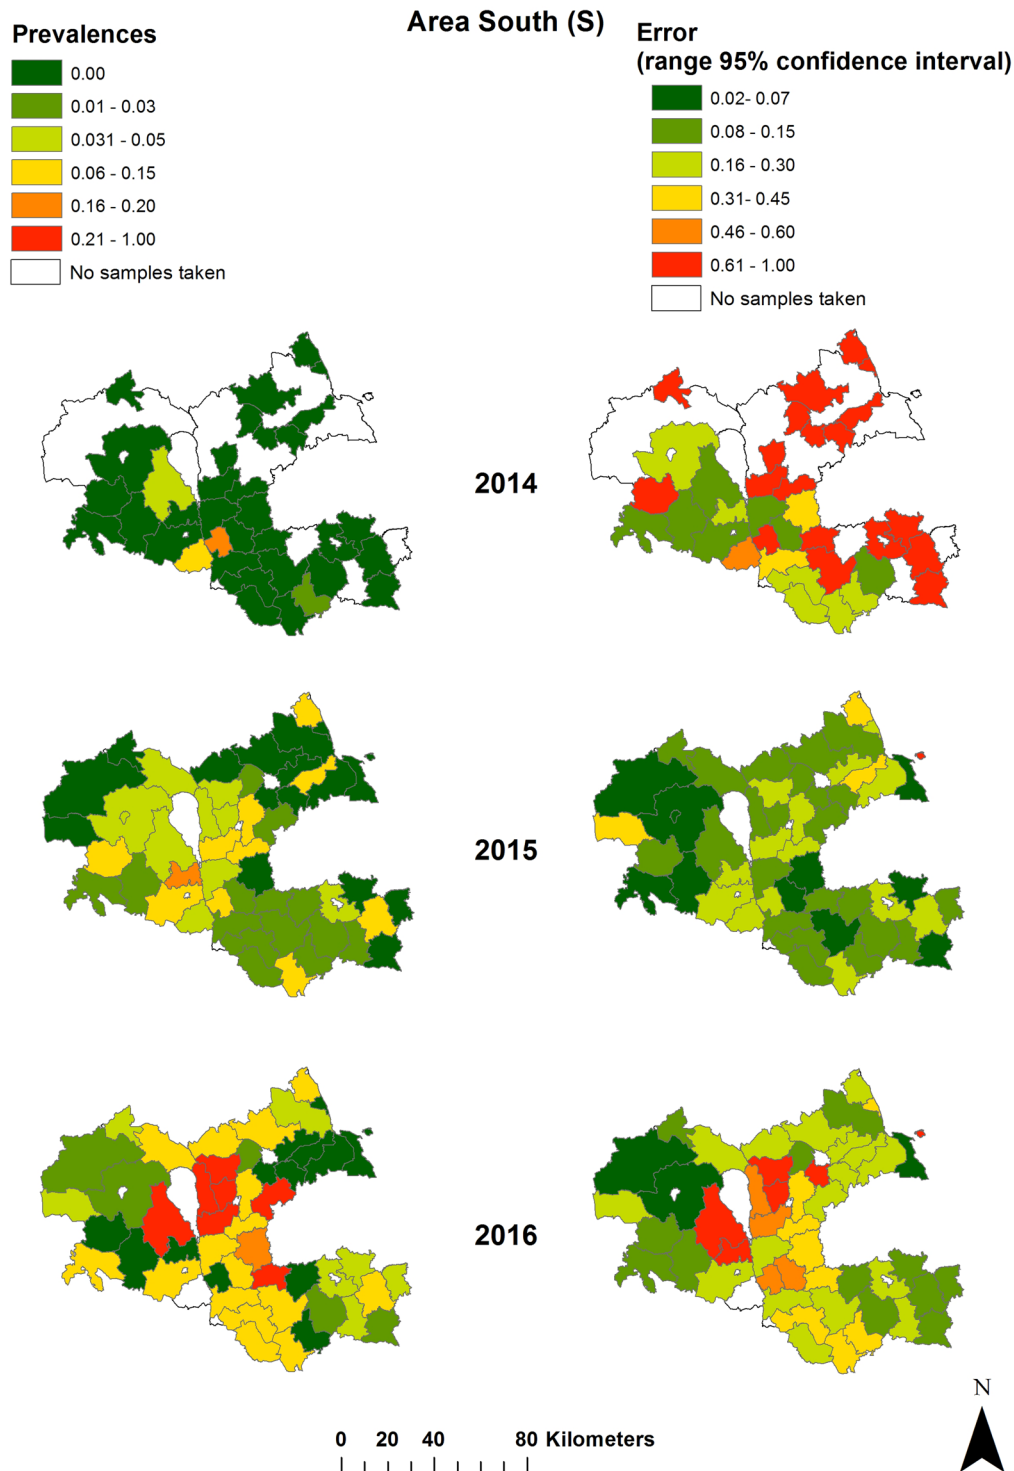 Area South (S)
Prevalences
0.00
0.01 - 0.03
0.031 - 0.05
0.06 - 0.15
0.16 - 0.20
0.21 - 1.00
No samples taken
Error
(range 95% confidence interval)
0.02- 0.07
0.08 - 0.15
0.16 - 0.30
0.31- 0.45
0.46 - 0.60
0.61 - 1.00
No samples taken
2014
2015
2016
N
0 20 40 80 Kilometers